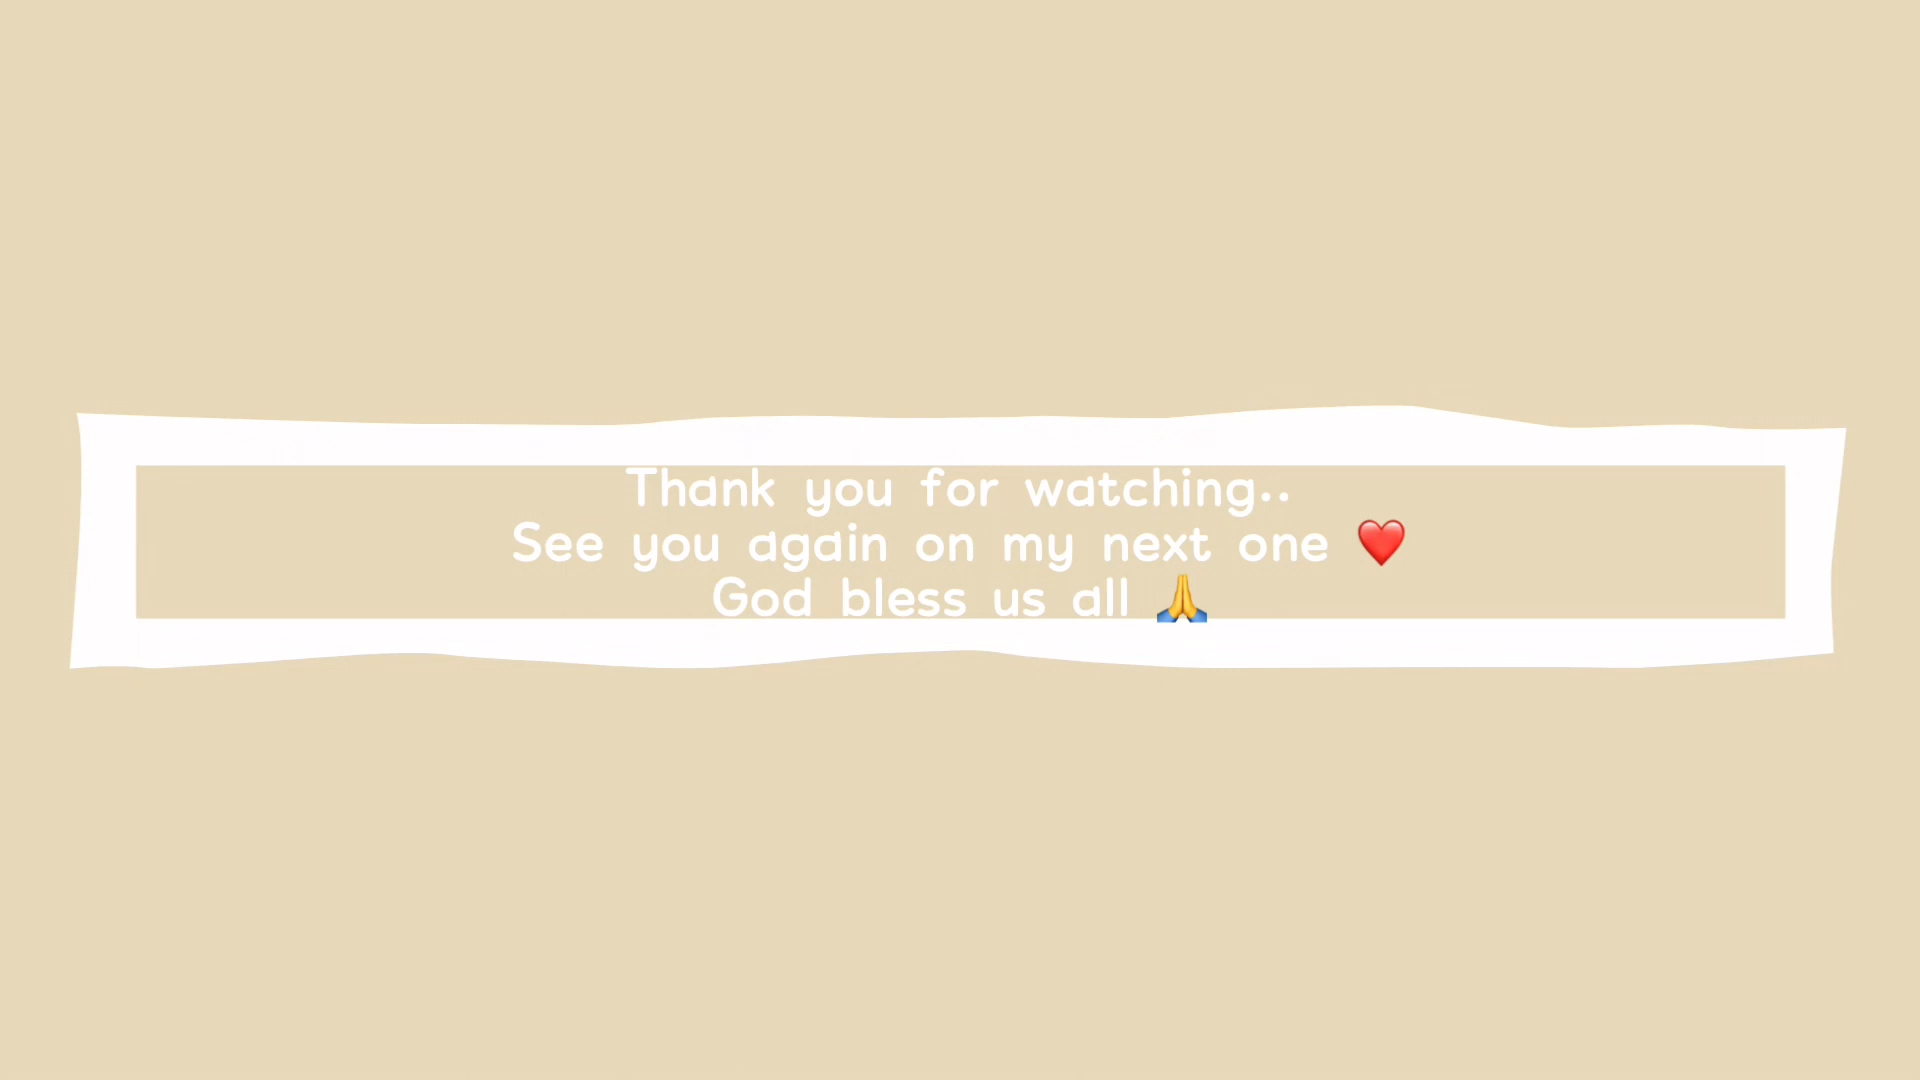 Thank you for watching..
See you again on my next one ❤️
God bless us all 🙏